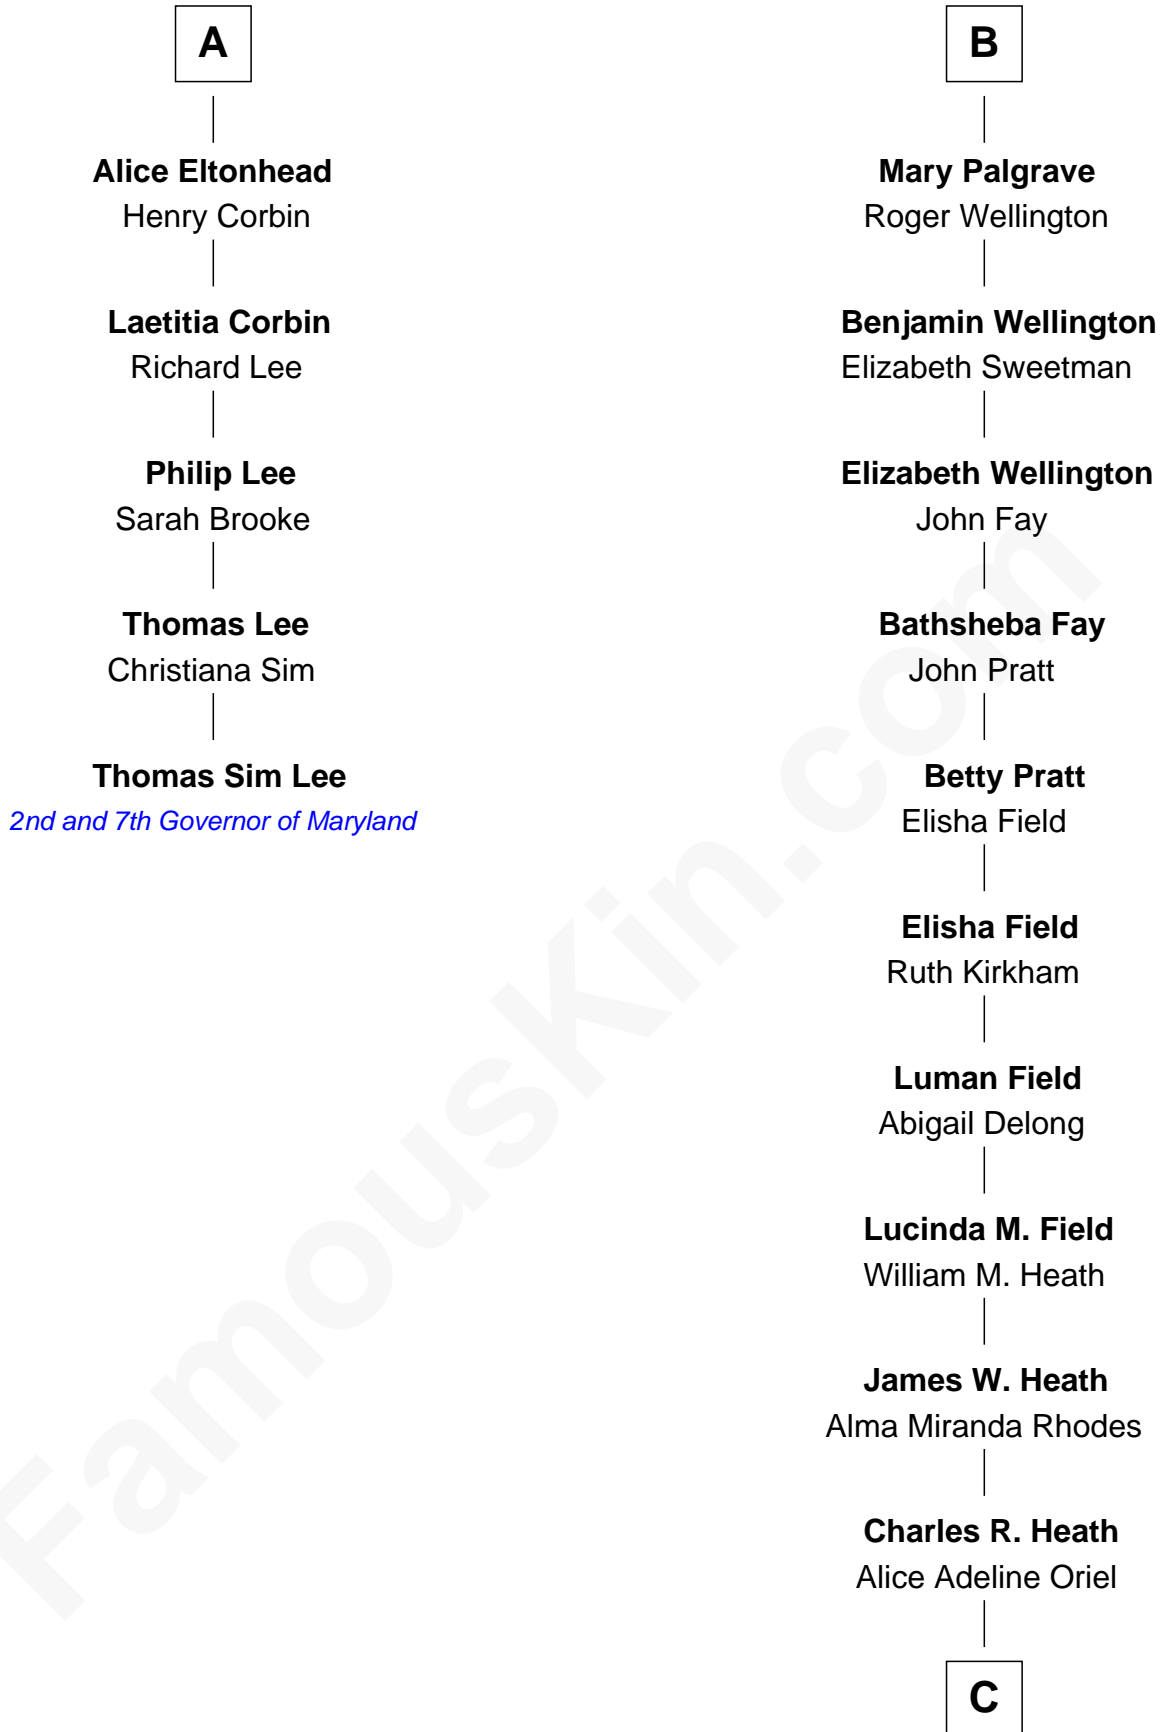 A
Alice Eltonhead
Henry Corbin
Laetitia Corbin
Richard Lee
Philip Lee
Sarah Brooke
Thomas Lee
Christiana Sim
Thomas Sim Lee
2nd and 7th Governor of Maryland
B
Mary Palgrave
Roger Wellington
Benjamin Wellington
Elizabeth Sweetman
Elizabeth Wellington
John Fay
Bathsheba Fay
John Pratt
Betty Pratt
Elisha Field
Elisha Field
Ruth Kirkham
Luman Field
Abigail Delong
Lucinda M. Field
William M. Heath
James W. Heath
Alma Miranda Rhodes
Charles R. Heath
Alice Adeline Oriel
C
FamousKin.com